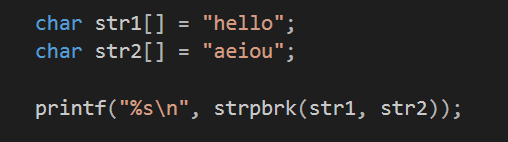 char str1[] = "hello";
char str2[] = "aeiou";
printf("%s\n", strpbrk(str1, str2));